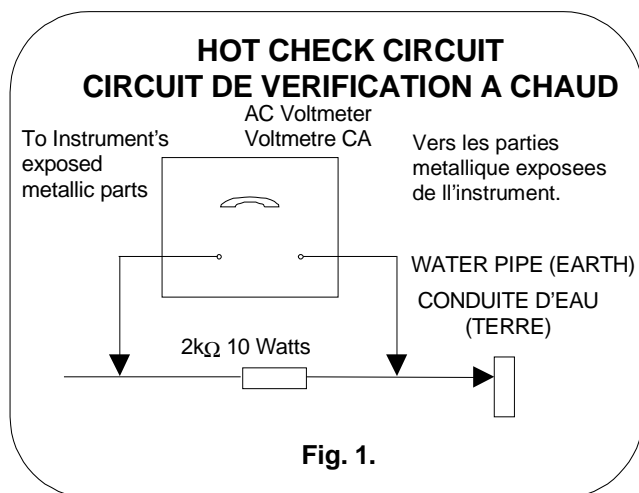 HOT CHECK CIRCUIT
CIRCUIT DE VERIFICATION A CHAUD
AC Voltmeter
Voltmetre CA
To Instrument's
exposed
metallic parts
Vers les parties
metallique exposees
de ll'instrument.
WATER PIPE (EARTH)
CONDUITE D'EAU
(TERRE)
2kΩ 10 Watts
Fig. 1.